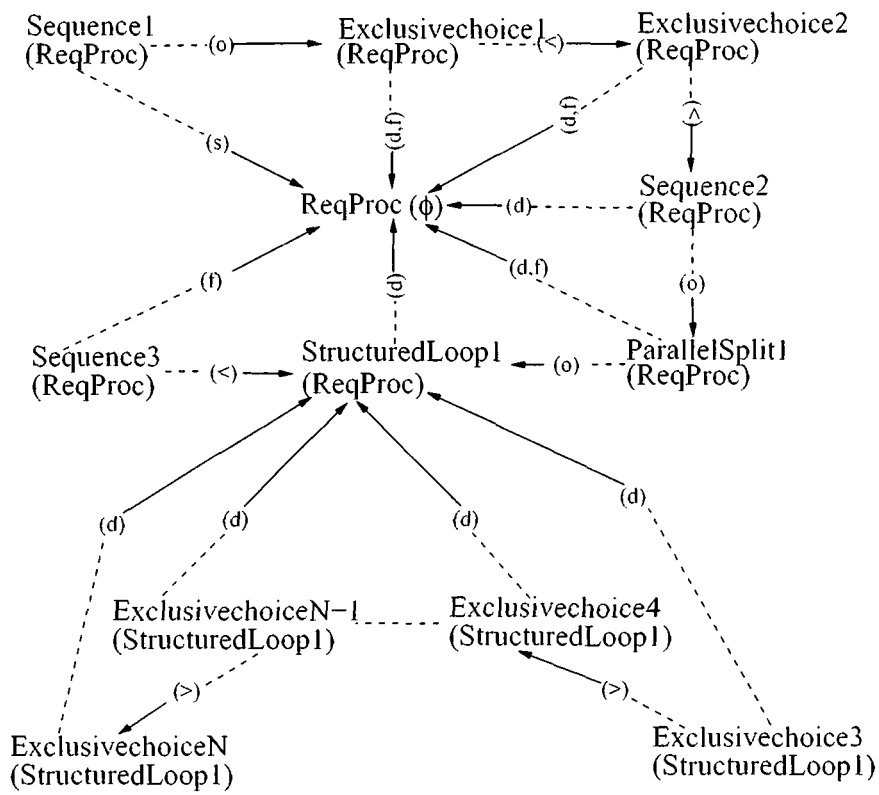 Sequence1
(ReqProc)
(o)
Exclusivechoice1
(ReqProc)
(<)
Exclusivechoice2
(ReqProc)
(s)
(d,f)
(d,f)
(<)
ReqProc (ϕ)
(d)
Sequence2
(ReqProc)
(f)
(d)
(d,f)
(o)
Sequence3
(ReqProc)
(<)
StructuredLoop1
(ReqProc)
(o)
ParallelSplit1
(ReqProc)
(d)
(d)
(d)
(d)
ExclusivechoiceN-1
(StructuredLoop1)
Exclusivechoice4
(StructuredLoop1)
(>)
(>)
ExclusivechoiceN
(StructuredLoop1)
Exclusivechoice3
(StructuredLoop1)